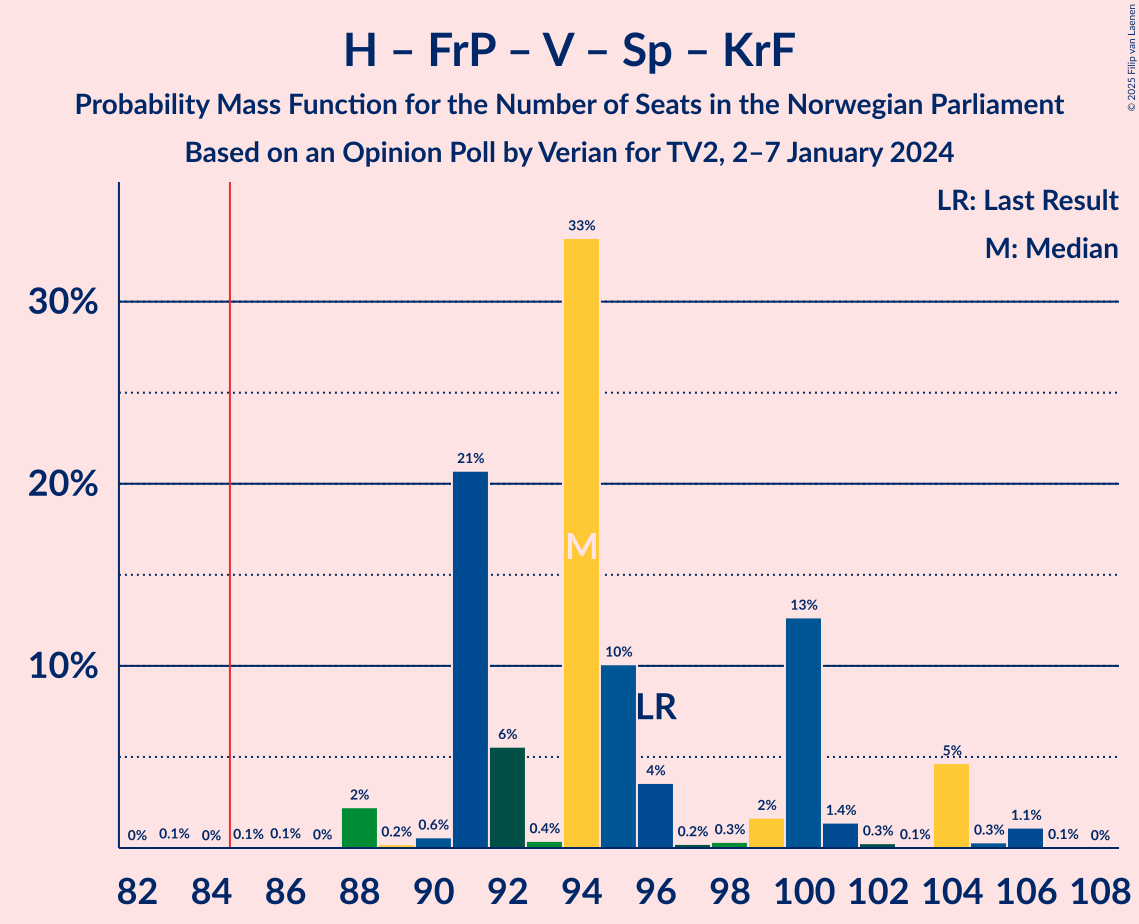 H – FrP – V – Sp – KrF
Probability Mass Function for the Number of Seats in the Norwegian Parliament
Based on an Opinion Poll by Verian for TV2, 2–7 January 2024
© 2025 Filip van Laenen
LR: Last Result
M: Median
33%
30%
21%
20%
M
13%
10%
10%
LR
6%
5%
4%
2%
2%
1.4%
1.1%
0% 0.1% 0% 0.1% 0.1% 0% 0.2% 0.6% 0.4% 0.2% 0.3% 0.3% 0.1% 0.3% 0.1% 0%
82 84 86 88 90 92 94 96 98 100 102 104 106 108